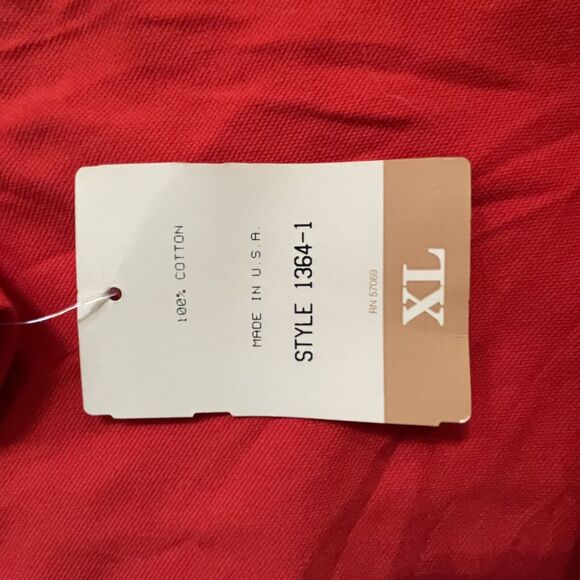 100% COTTON
MADE IN U.S.A.
STYLE 1364-1
RN 57069
XL